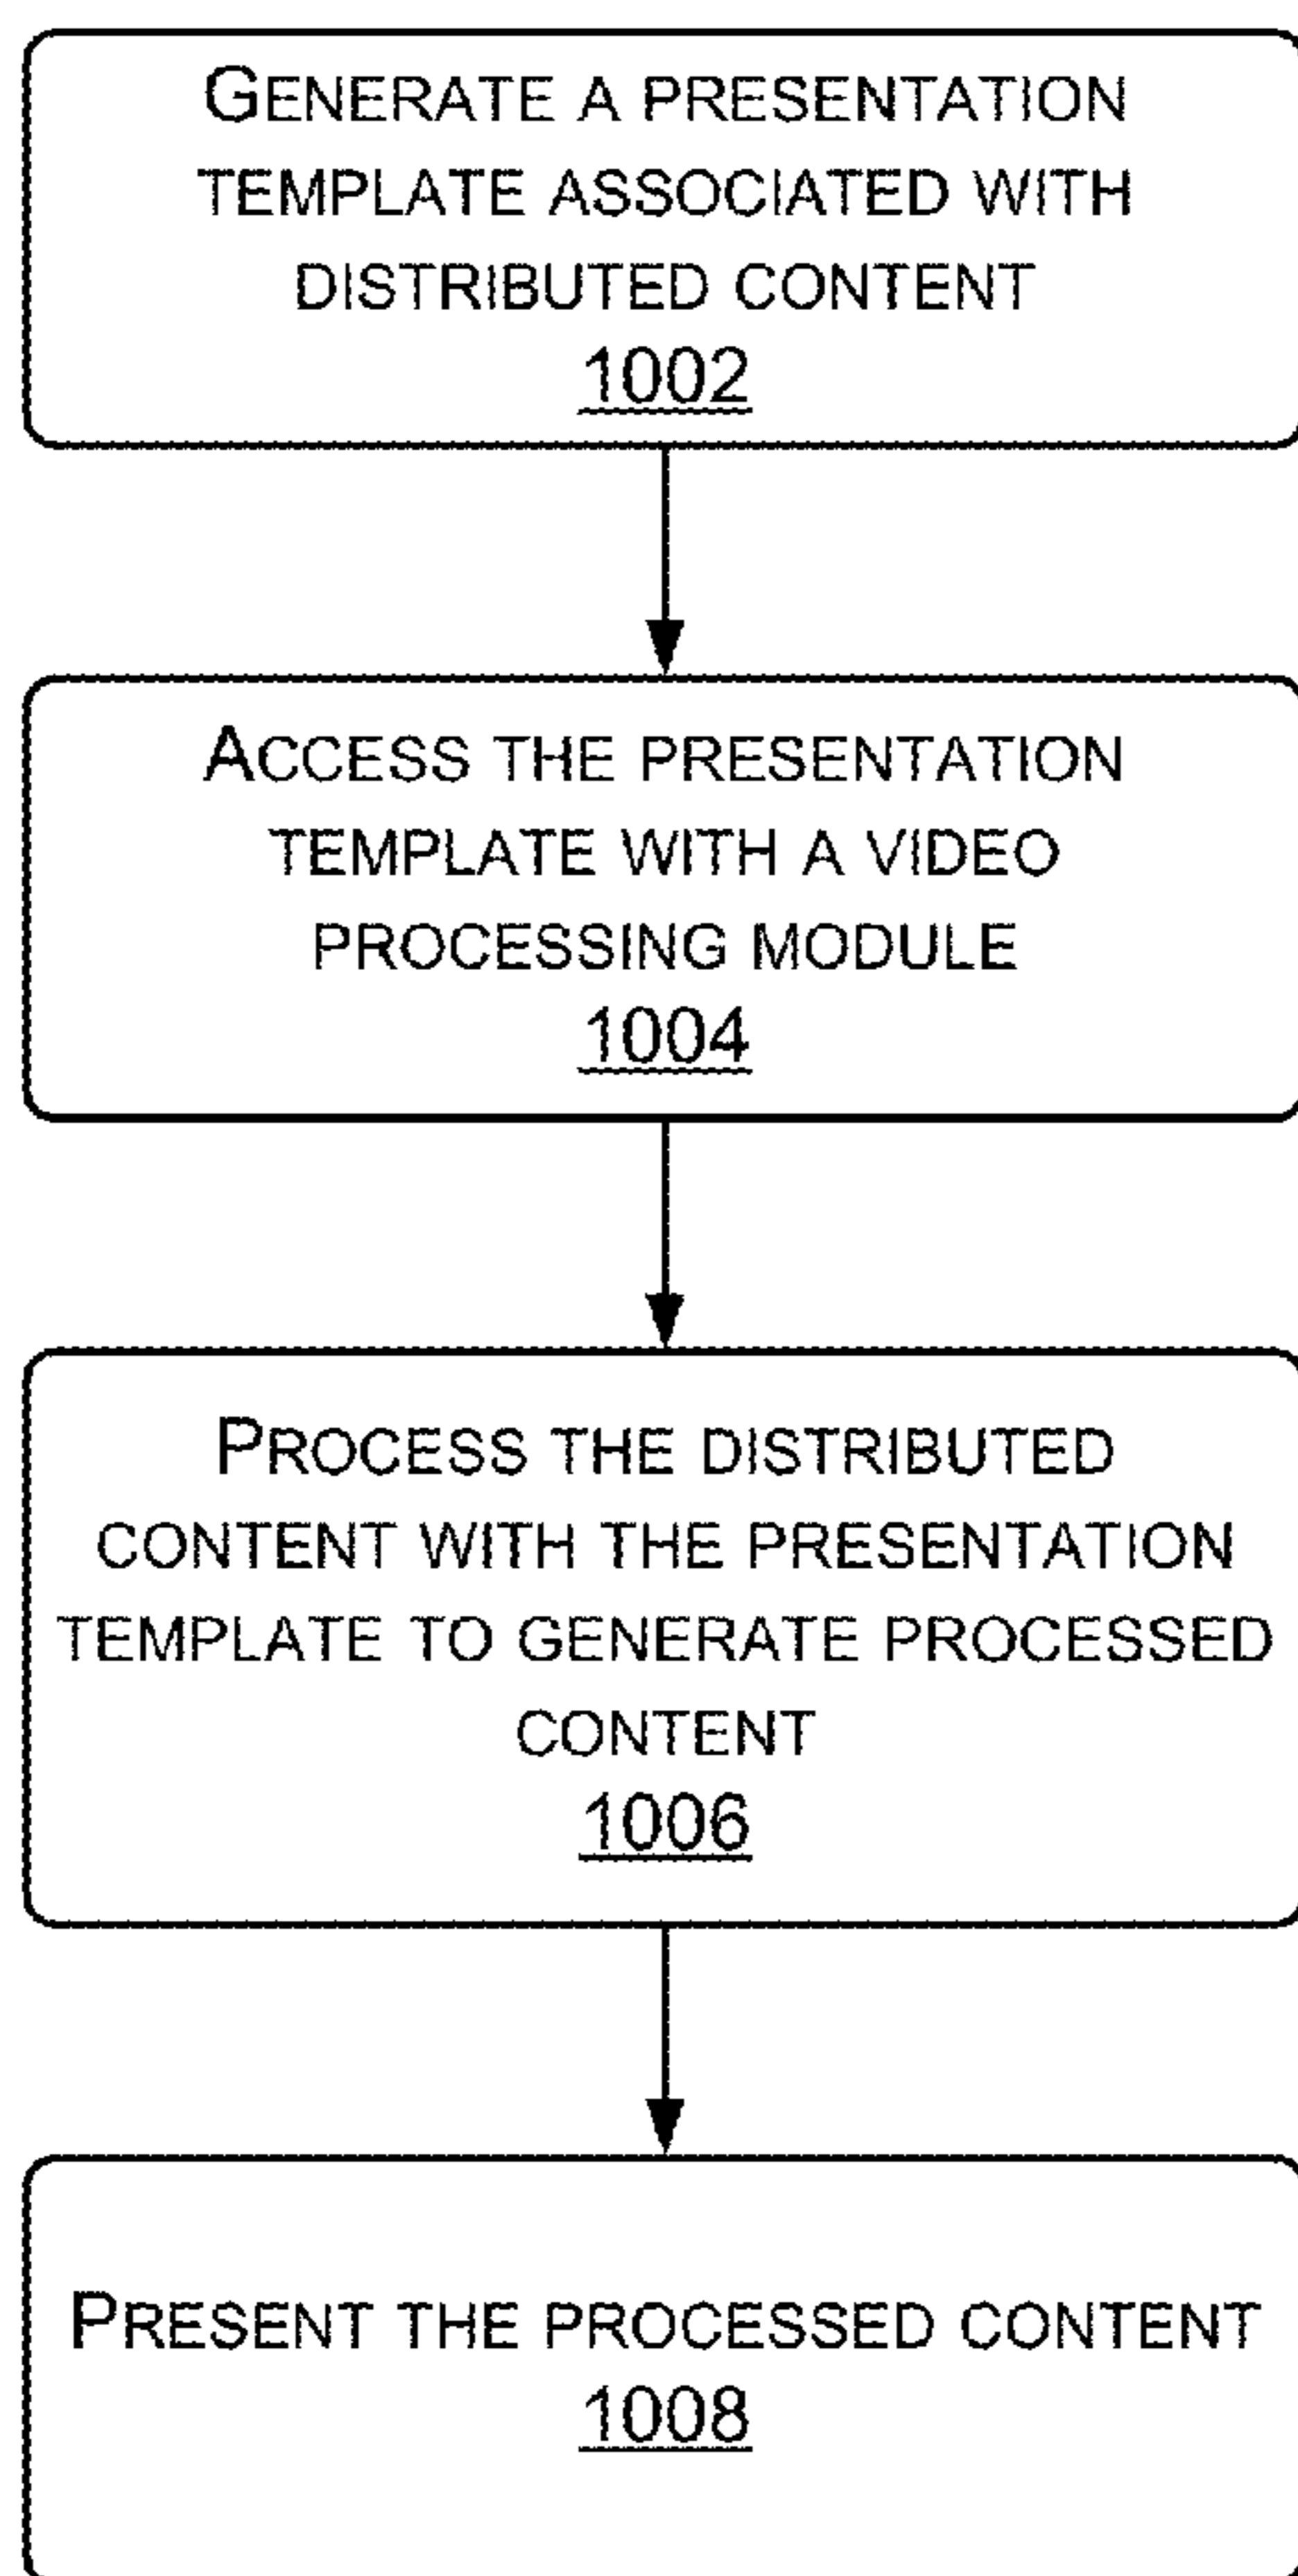 GENERATE A PRESENTATION
TEMPLATE ASSOCIATED WITH
DISTRIBUTED CONTENT
1002
ACCESS THE PRESENTATION
TEMPLATE WITH A VIDEO
PROCESSING MODULE
1004
PROCESS THE DISTRIBUTED
CONTENT WITH THE PRESENTATION
TEMPLATE TO GENERATE PROCESSED
CONTENT
1006
PRESENT THE PROCESSED CONTENT
1008